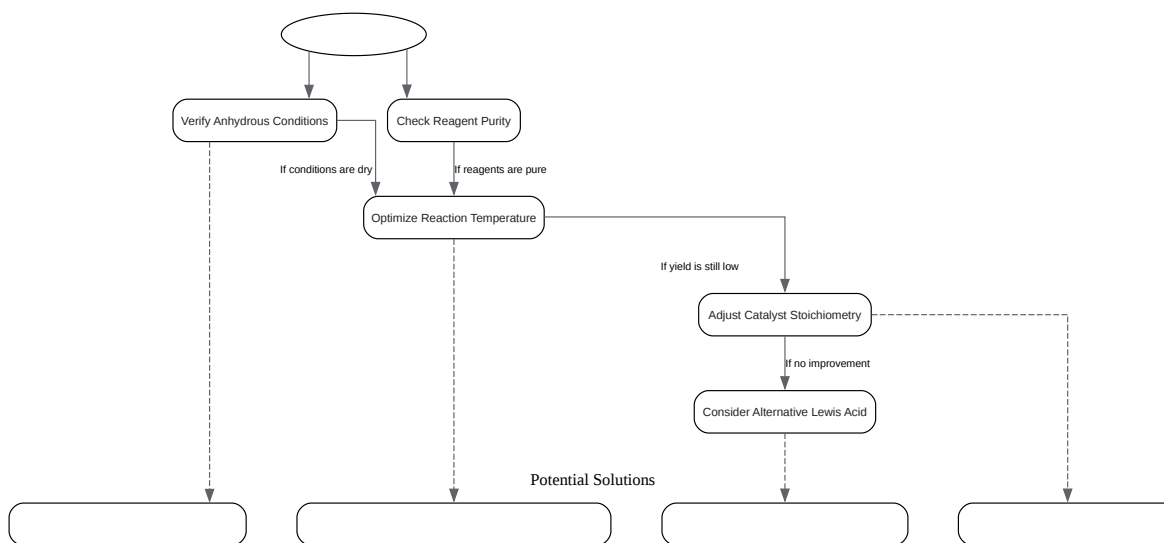 Verify Anhydrous Conditions
Check Reagent Purity
If conditions are dry
If reagents are pure
Optimize Reaction Temperature
If yield is still low
Adjust Catalyst Stoichiometry
If no improvement
Consider Alternative Lewis Acid
Potential Solutions